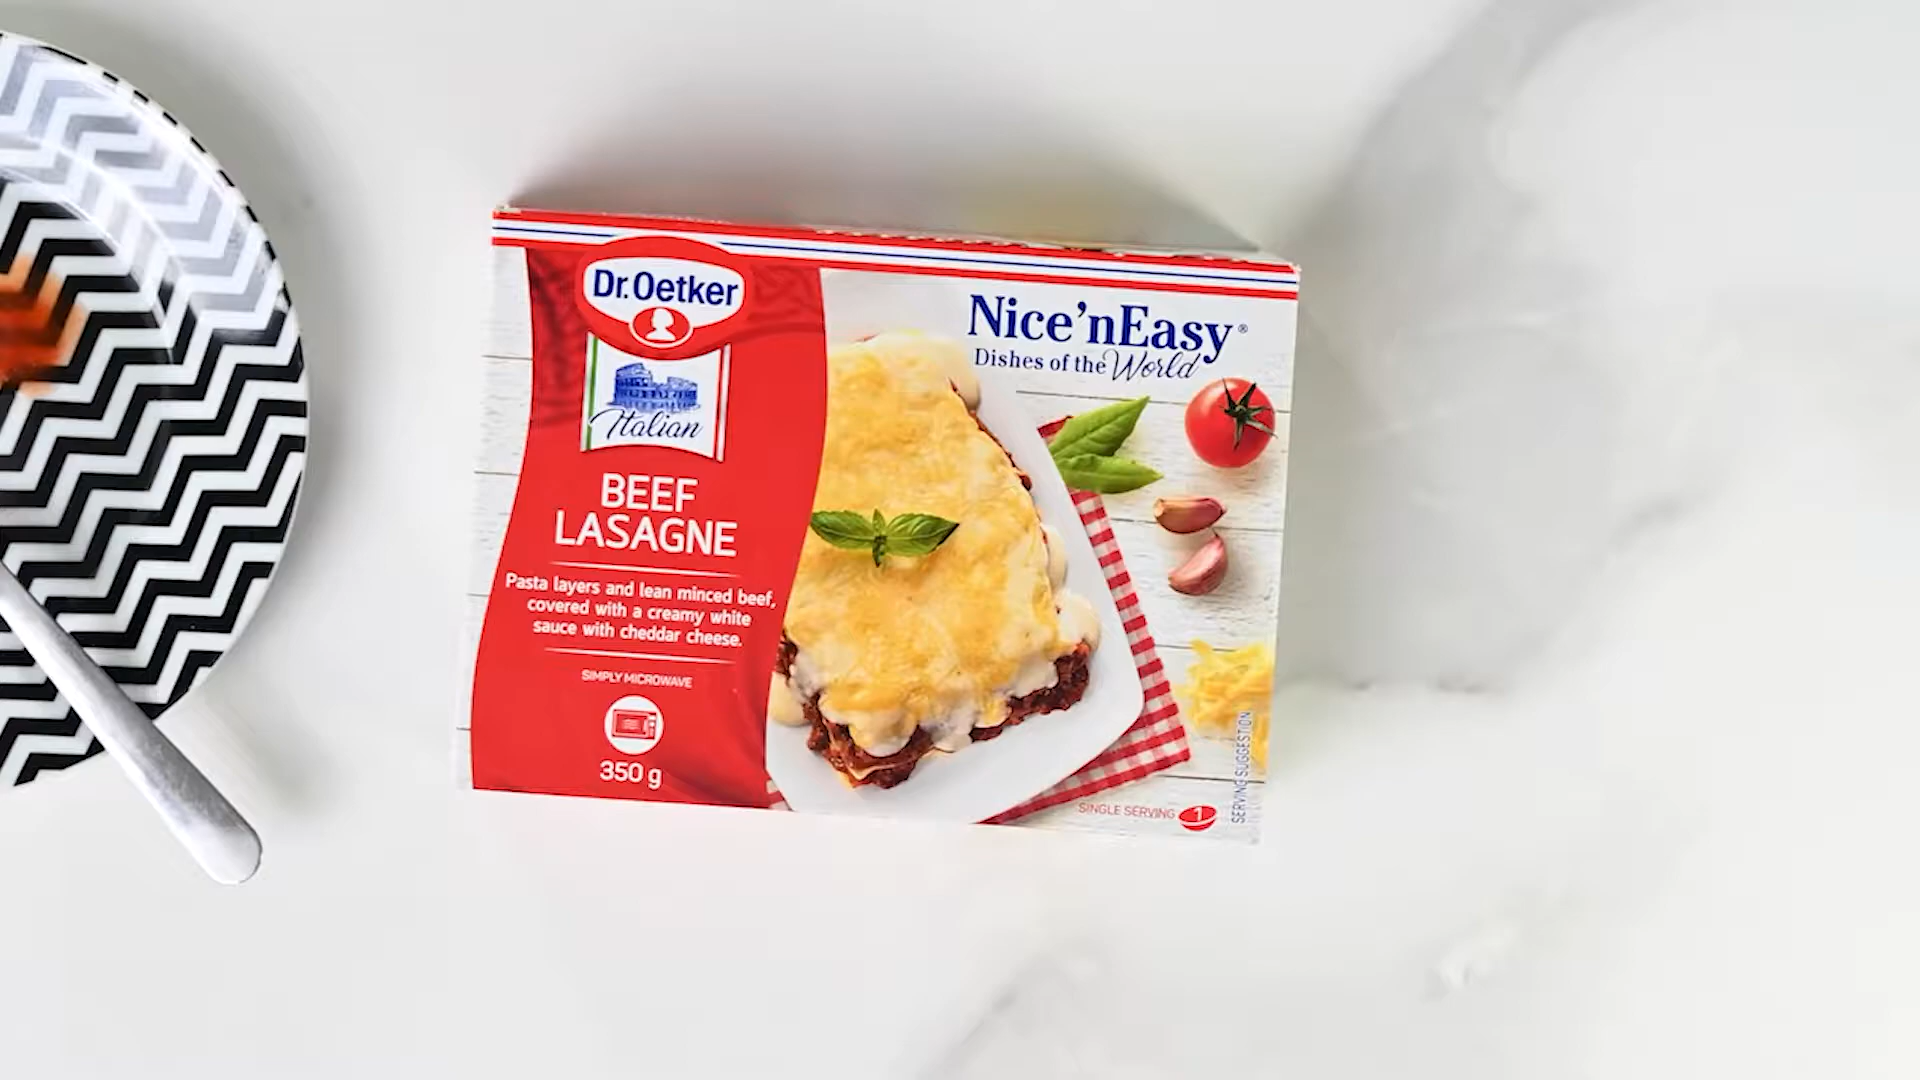 Dr.Oetker
Italian
BEEF
LASAGNE
Pasta layers and lean minced beef,
covered with a creamy white
sauce with cheddar cheese.
SIMPLY MICROWAVE
350 g
Nice'nEasy®
Dishes of the World
SINGLE SERVING 1
SERVING SUGGESTION